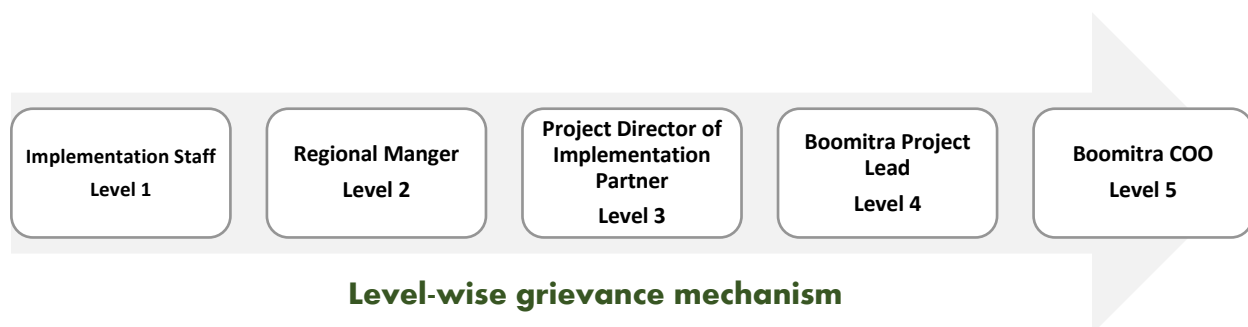 Implementation Staff
Level 1
Regional Manger
Level 2
Project Director of
Implementation
Partner
Level 3
Boomitra Project
Lead
Level 4
Boomitra COO
Level 5
Level-wise grievance mechanism